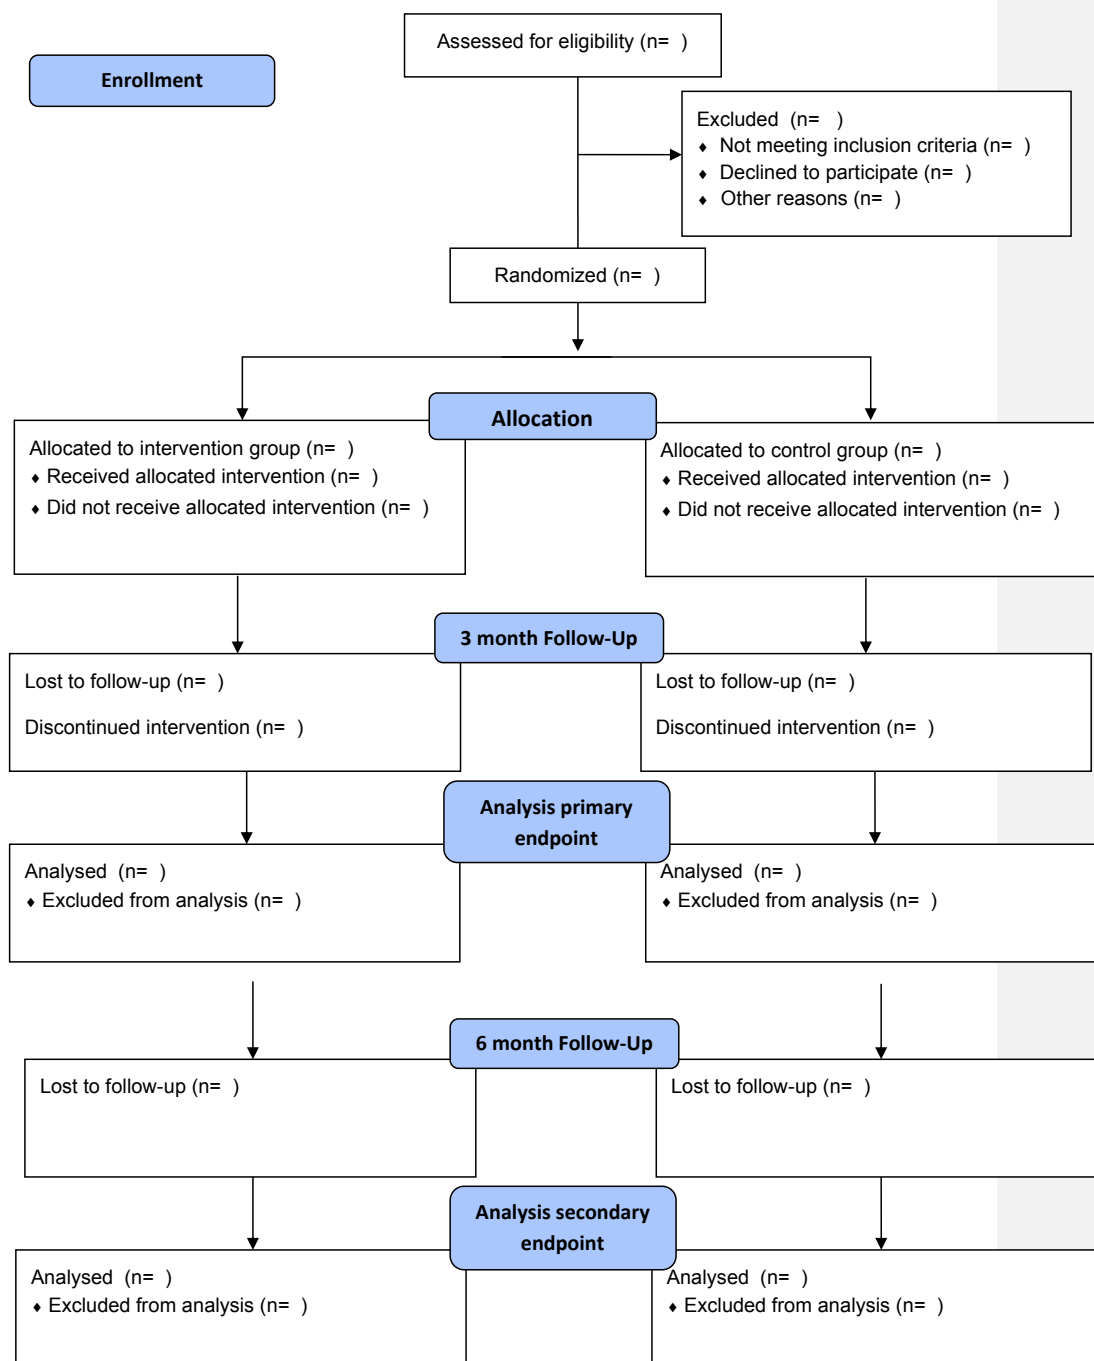 Assessed for eligibility (n=  )
Enrollment
Excluded  (n=   )
♦ Not meeting inclusion criteria (n=  )
♦ Declined to participate (n=  )
♦ Other reasons (n=  )
Randomized (n=  )
Allocation
Allocated to intervention group (n=  )
♦ Received allocated intervention (n=  )
♦ Did not receive allocated intervention (n=  )
Allocated to control group (n=  )
♦ Received allocated intervention (n=  )
♦ Did not receive allocated intervention (n=  )
3 month Follow-Up
Lost to follow-up (n=  )
Discontinued intervention (n=  )
Lost to follow-up (n=  )
Discontinued intervention (n=  )
Analysis primary
endpoint
Analysed  (n=  )
♦ Excluded from analysis (n=  )
Analysed  (n=  )
♦ Excluded from analysis (n=  )
6 month Follow-Up
Lost to follow-up (n=  )
Lost to follow-up (n=  )
Analysis secondary
endpoint
Analysed  (n=  )
♦ Excluded from analysis (n=  )
Analysed  (n=  )
♦ Excluded from analysis (n=  )